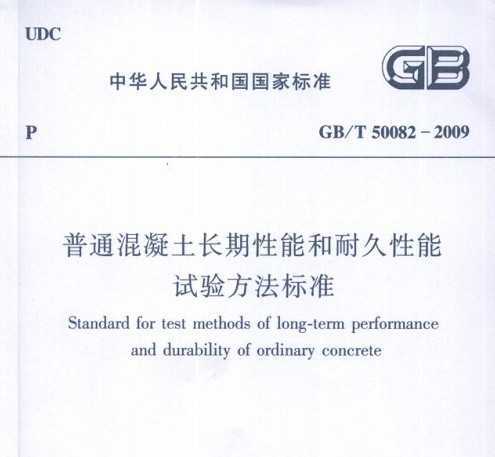 UDC
GB
中华人民共和国国家标准
P
GB/T 50082-2009
普通混凝土长期性能和耐久性能
试验方法标准
Standard for test methods of long-term performance
and durability of ordinary concrete